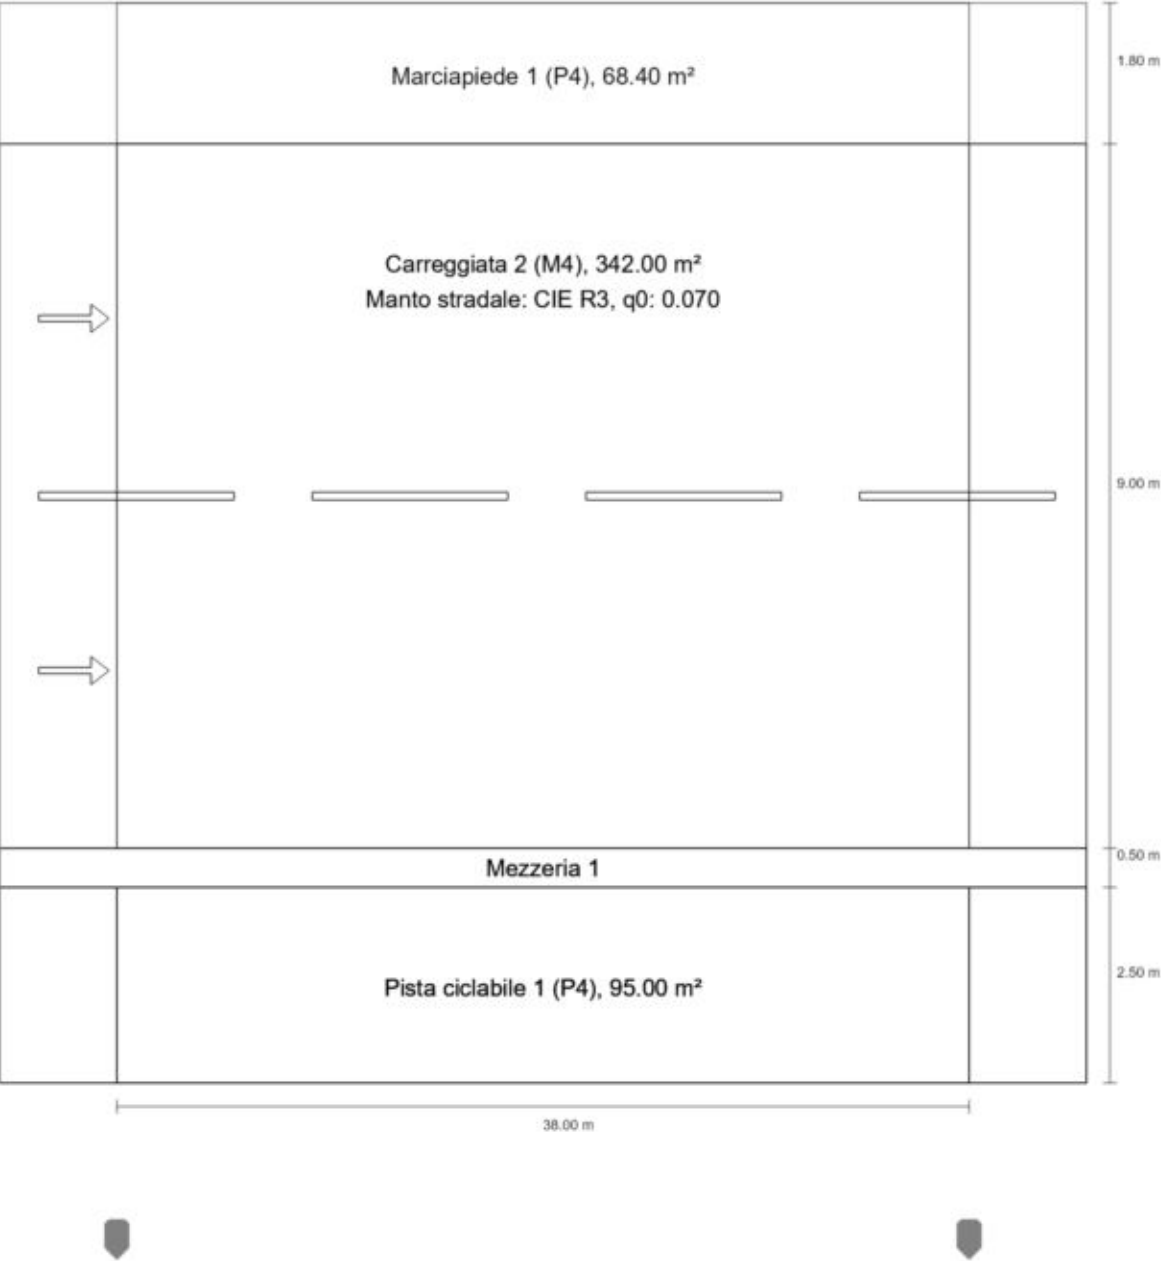 Marciapiede 1 (P4), 68.40 m²
1.80 m
Carreggiata 2 (M4), 342.00 m²
Manto stradale: CIE R3, q0: 0.070
9.00 m
0.50 m
Mezzeria 1
2.50 m
Pista ciclabile 1 (P4), 95.00 m²
38.00 m